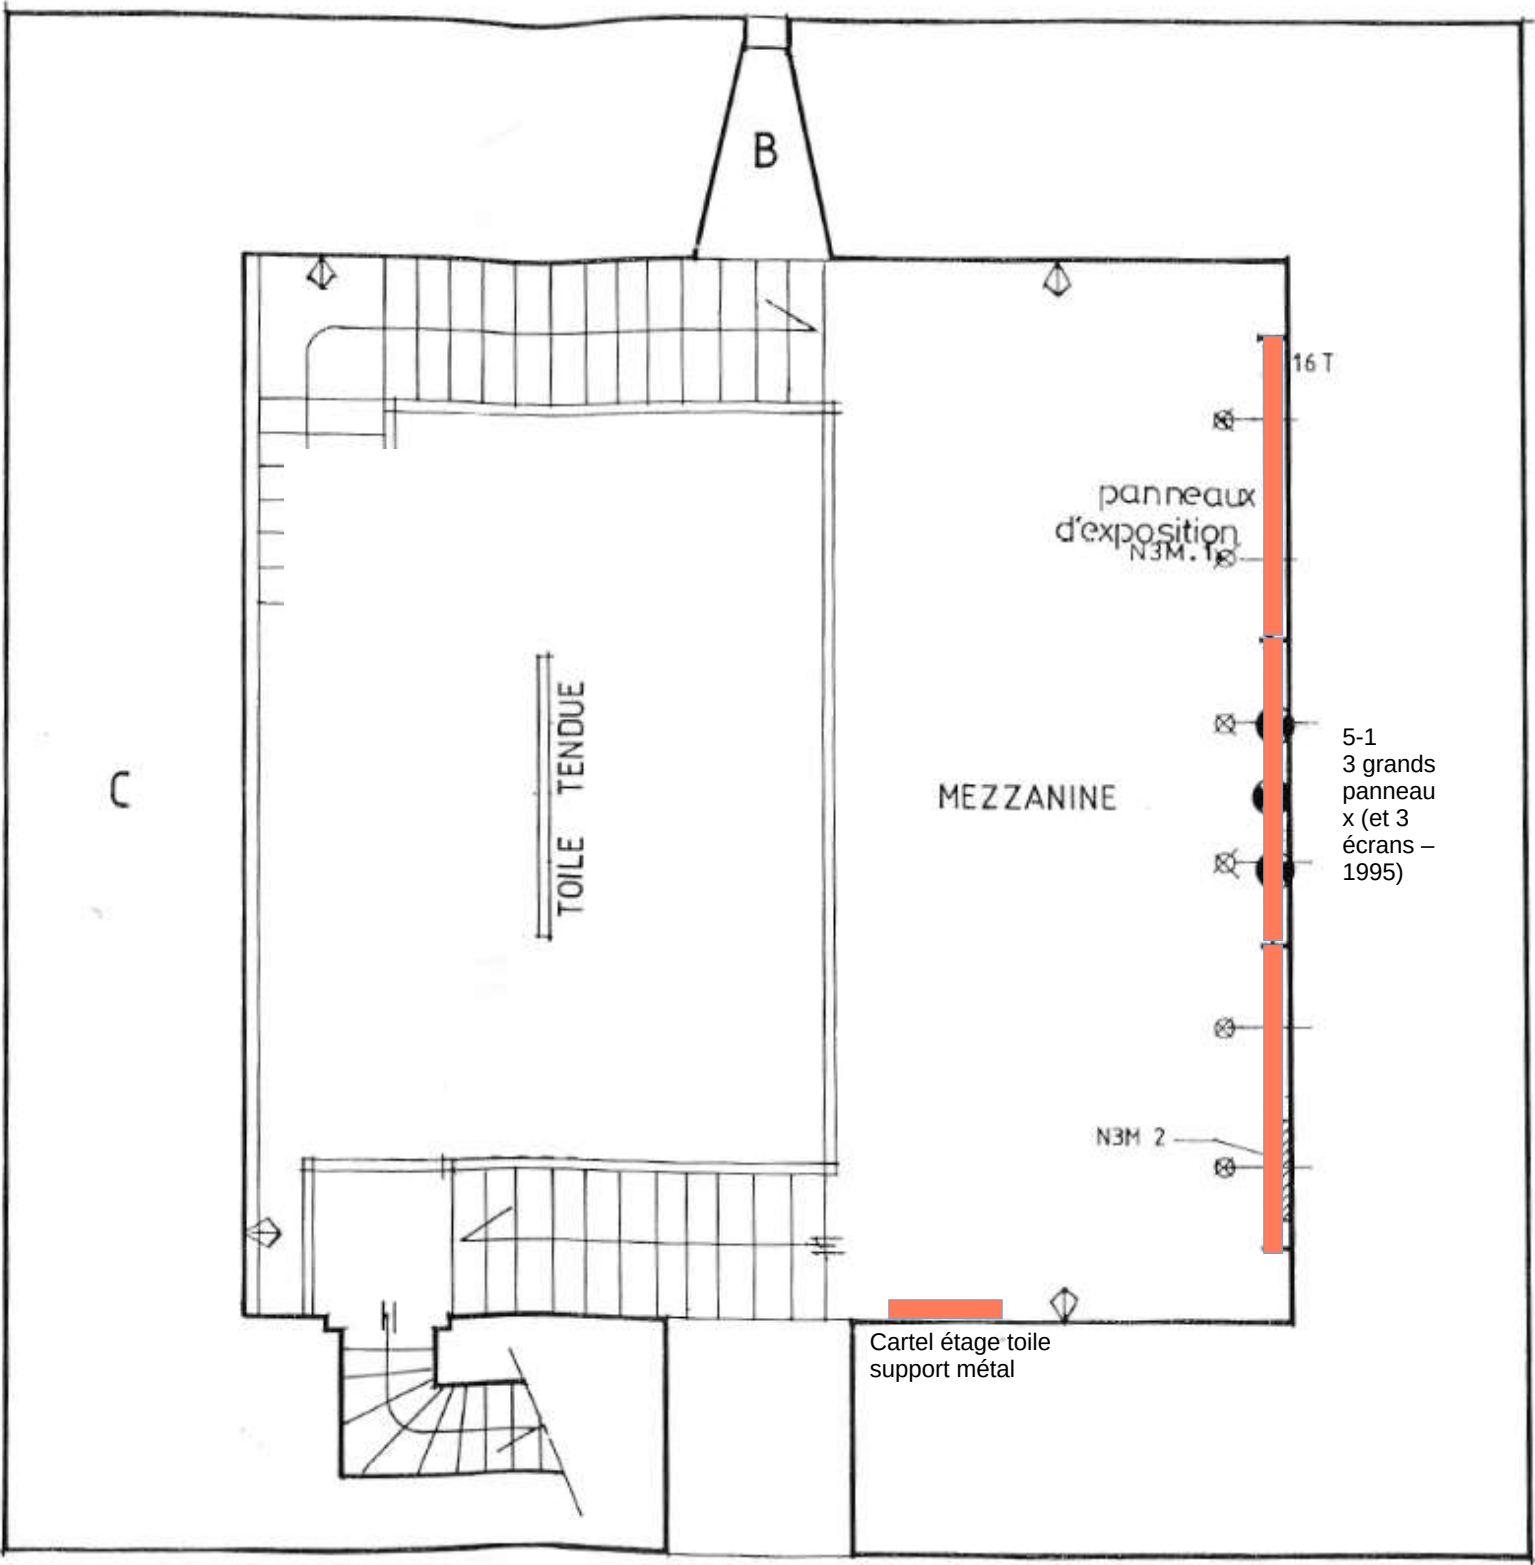 B
16 T
panneaux
d'exposition
N3M.1
TOILE TENDUE
C
MEZZANINE
5-1
3 grands
panneau
x (et 3
écrans –
1995)
N3M 2
Cartel étage toile
support métal